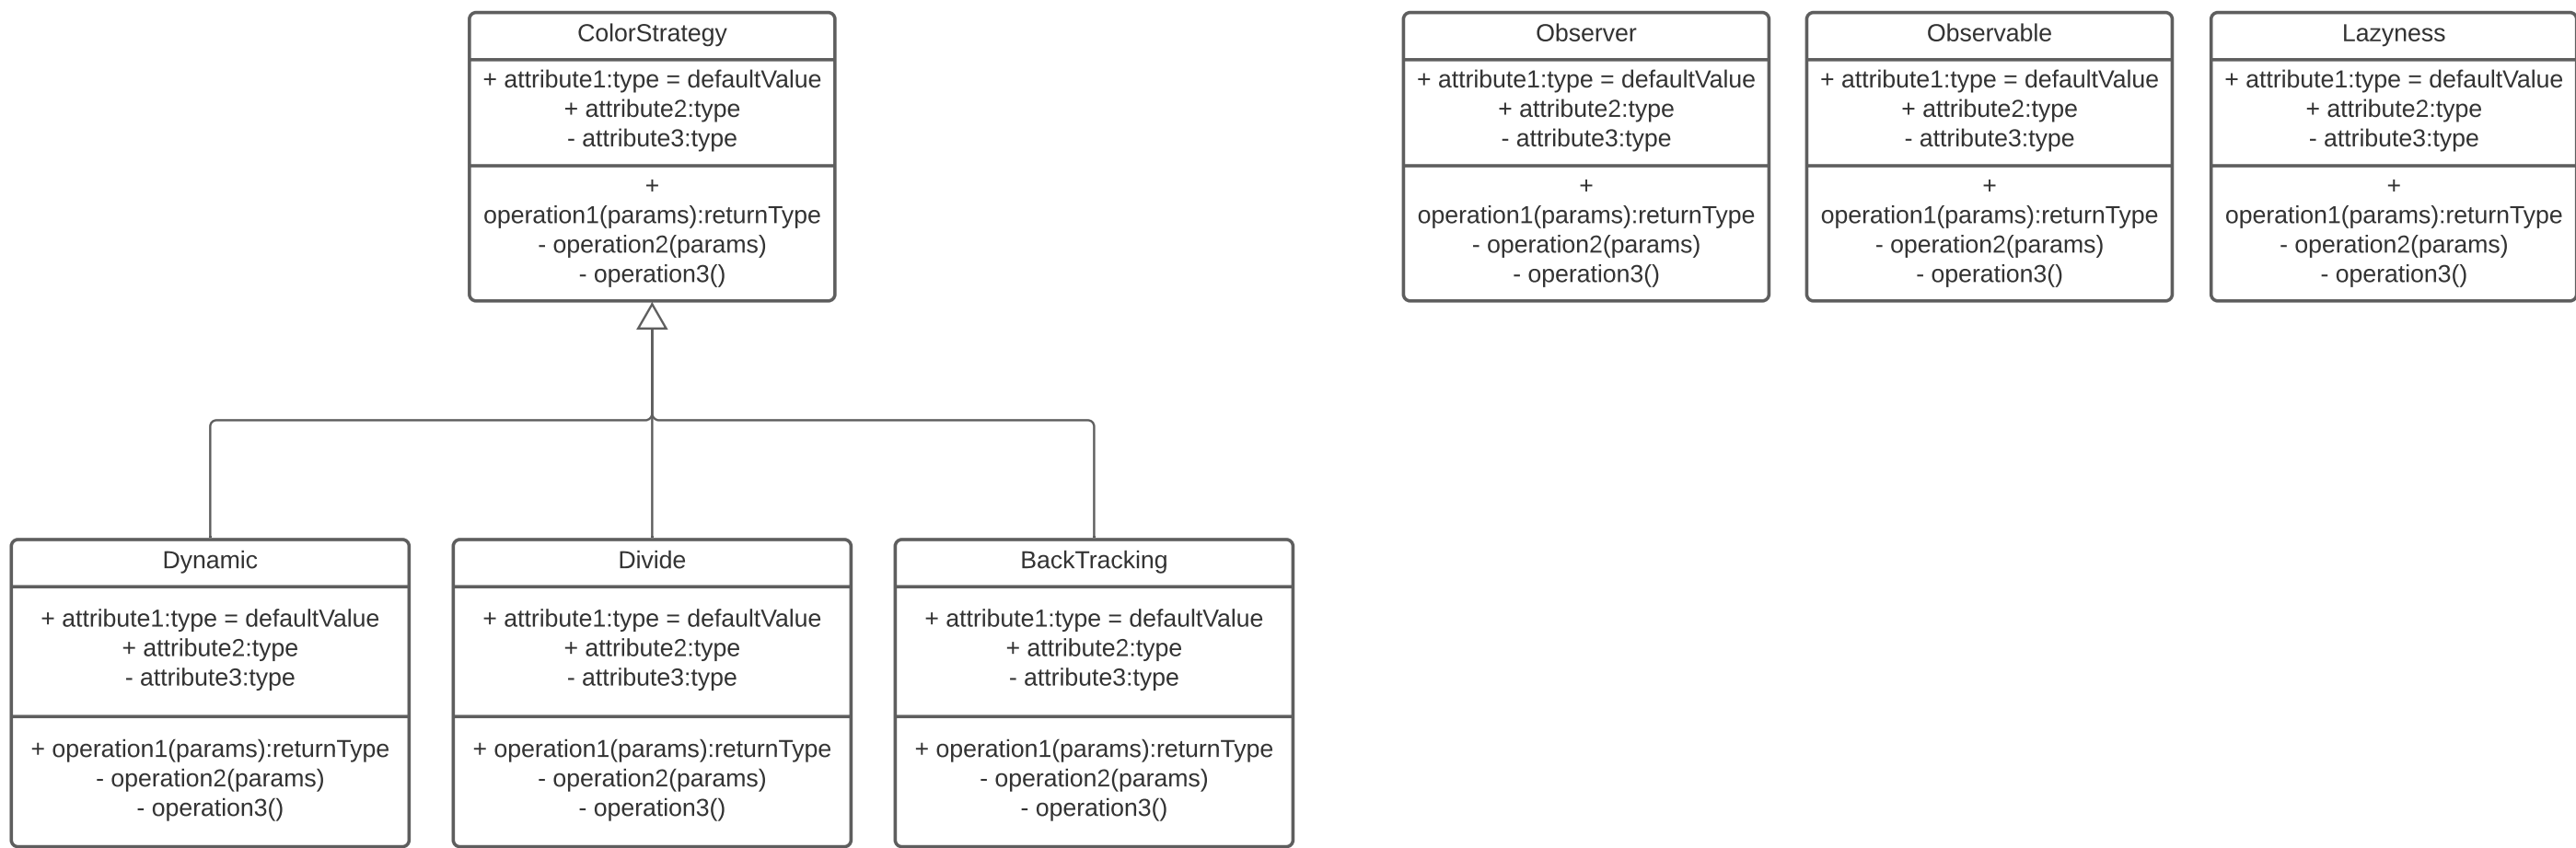 ColorStrategy
+ attribute1:type = defaultValue
+ attribute2:type
- attribute3:type
+
operation1(params):returnType
- operation2(params)
- operation3()
Observer
+ attribute1:type = defaultValue
+ attribute2:type
- attribute3:type
+
operation1(params):returnType
- operation2(params)
- operation3()
Observable
+ attribute1:type = defaultValue
+ attribute2:type
- attribute3:type
+
operation1(params):returnType
- operation2(params)
- operation3()
Lazyness
+ attribute1:type = defaultValue
+ attribute2:type
- attribute3:type
+
operation1(params):returnType
- operation2(params)
- operation3()
Dynamic
+ attribute1:type = defaultValue
+ attribute2:type
- attribute3:type
+ operation1(params):returnType
- operation2(params)
- operation3()
Divide
+ attribute1:type = defaultValue
+ attribute2:type
- attribute3:type
+ operation1(params):returnType
- operation2(params)
- operation3()
BackTracking
+ attribute1:type = defaultValue
+ attribute2:type
- attribute3:type
+ operation1(params):returnType
- operation2(params)
- operation3()